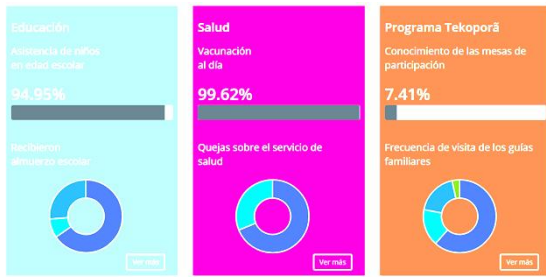 Educación
Asistencia de niños
en edad escolar
94.95%
Recibieron
almuerzo escolar
Ver más
Salud
Vacunación
al día
99.62%
Quejas sobre el servicio de
salud
Ver más
Programa Tekoporã
Conocimiento de las mesas de
participación
7.41%
Frecuencia de visita de los guías
familiares
Ver más